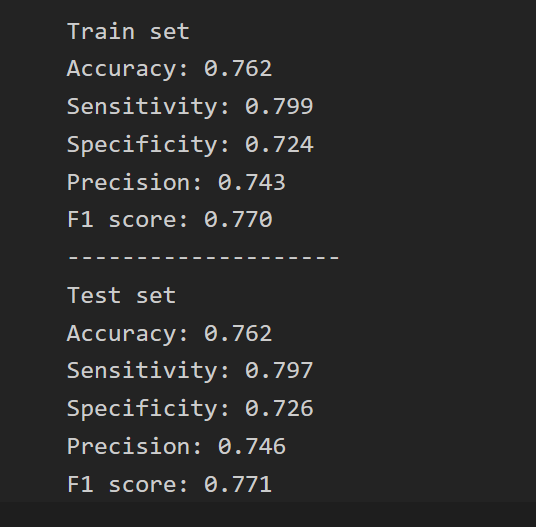 Train set
Accuracy: 0.762
Sensitivity: 0.799
Specificity: 0.724
Precision: 0.743
F1 score: 0.770
--------------------
Test set
Accuracy: 0.762
Sensitivity: 0.797
Specificity: 0.726
Precision: 0.746
F1 score: 0.771